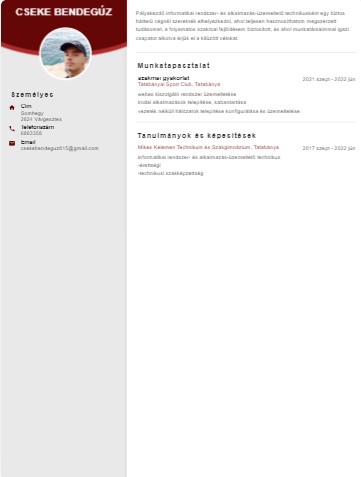 CSEKE BENDEGÚZ
Személyes
Cím
Somhegy
2824 Várgesztes
Telefonszám
Email
csekebendeguz015@gmail.com
Pályakezdő informatikai rendszer- és alkalmazás-üzemeltető technikusként egy biztos
hátterű cégnél szeretnék elhelyezkedni, ahol teljesen hasznosíthatom megszerzett
tudásomat, a folyamatos szakmai fejlődésem biztosított, és ahol munkatársaimmal igazi
csapatot alkotva érjük el a kitűzött célokat.
Munkatapasztalat
szakmai gyakorlat
2021 szept - 2022 jún
Tatabányai Sport Club, Tatabánya
webes kiszolgáló rendszer üzemeltetése
irodai alkalmazások telepítése, karbantartása
vezeték nélküli hálózatok telepítése konfigurálása és üzemeltetése
Tanulmányok és képesítések
Mikes Kelemen Technikum és Szakgimnázium, Tatabánya
2017 szept - 2022 jún
informatikai rendszer- és alkalmazás-üzemeltető technikus
-érettségi
-technikusi szakképzettség